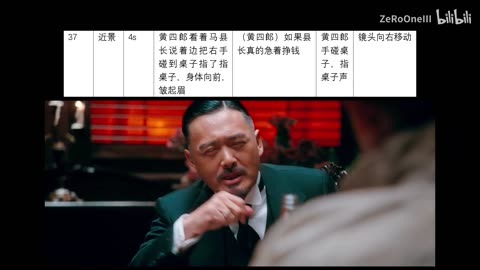 ZeRoOneIII bilibili
37
近景
4s
黄四郎看着马县
长说着边把右手
碰到桌子指了指
桌子，身体向前，
皱起眉
（黄四郎）如果县
长真的急着挣钱
黄四郎
手碰桌
子、指
桌子声
镜头向右移动